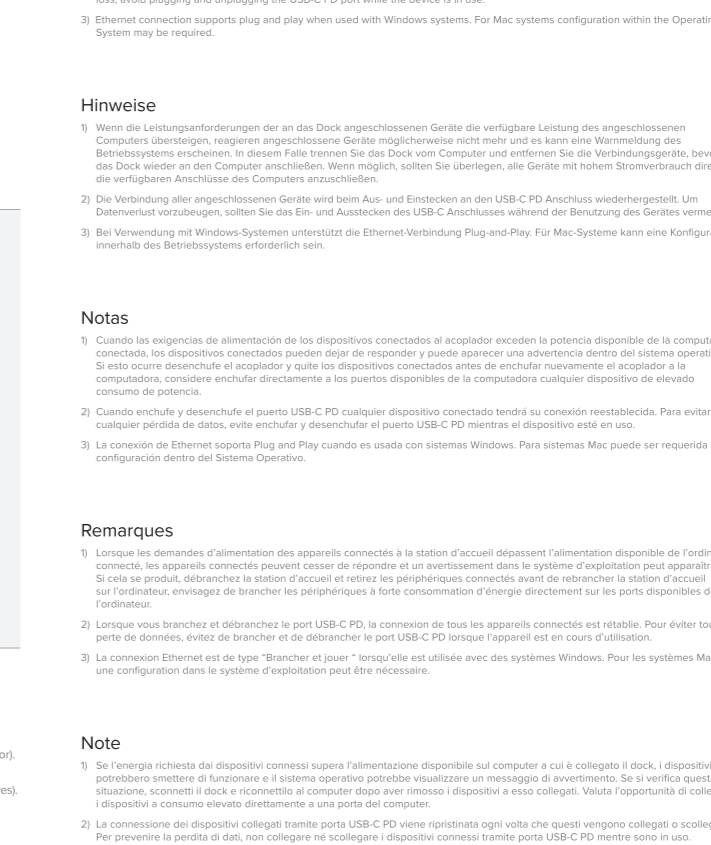 loss, avoid plugging and unplugging the USB-C PD port while the device is in use.
3) Ethernet connection supports plug and play when used with Windows systems. For Mac systems configuration within the Operatin
System may be required.
Hinweise
1) Wenn die Leistungsanforderungen der an das Dock angeschlossenen Geräte die verfügbare Leistung des angeschlossenen
Computers übersteigen, reagieren angeschlossene Geräte möglicherweise nicht mehr und es kann eine Warnmeldung des
Betriebssystems erscheinen. In diesem Falle trennen Sie das Dock vom Computer und entfernen Sie die Verbindungsgeräte, beve
das Dock wieder an den Computer anschließen. Wenn möglich, sollten Sie überlegen, alle Geräte mit hohem Stromverbrauch dire
die verfügbaren Anschlüsse des Computers anzuschließen.
2) Die Verbindung aller angeschlossenen Geräte wird beim Aus- und Einstecken an den USB-C PD Anschluss wiederhergestellt. Um
Datenverlust vorzubeugen, sollten Sie das Ein- und Ausstecken des USB-C Anschlusses während der Benutzung des Gerätes verme
3) Bei Verwendung mit Windows-Systemen unterstützt die Ethernet-Verbindung Plug-and-Play. Für Mac-Systeme kann eine Konfigura
innerhalb des Betriebssystems erforderlich sein.
Notas
1) Cuando las exigencias de alimentación de los dispositivos conectados al acoplador exceden la potencia disponible de la computa
conectada, los dispositivos conectados pueden dejar de responder y puede aparecer una advertencia dentro del sistema operati
Si esto ocurre desenchufe el acoplador y quite los dispositivos conectados antes de enchufar nuevamente el acoplador a la
computadora, considere enchufar directamente a los puertos disponibles de la computadora cualquier dispositivo de elevado
consumo de potencia.
2) Cuando enchufe y desenchufe el puerto USB-C PD cualquier dispositivo conectado tendrá su conexión reestablecida. Para evitar
cualquier pérdida de datos, evite enchufar y desenchufar el puerto USB-C PD mientras el dispositivo esté en uso.
3) La conexión de Ethernet soporta Plug and Play cuando es usada con sistemas Windows. Para sistemas Mac puede ser requerida
configuración dentro del Sistema Operativo.
Remarques
1) Lorsque les demandes d'alimentation des appareils connectés à la station d'accueil dépassent l'alimentation disponible de l'ordin
connecté, les appareils connectés peuvent cesser de répondre et un avertissement dans le système d'exploitation peut apparaîtr
Si cela se produit, débranchez la station d'accueil et retirez les périphériques connectés avant de rebrancher la station d'accueil
sur l'ordinateur, envisagez de brancher les périphériques à forte consommation d'énergie directement sur les ports disponibles d
l'ordinateur.
2) Lorsque vous branchez et débranchez le port USB-C PD, la connexion de tous les appareils connectés est rétablie. Pour éviter tou
perte de données, évitez de brancher et de débrancher le port USB-C PD lorsque l'appareil est en cours d'utilisation.
3) La connexion Ethernet est de type “Brancher et jouer “ lorsqu'elle est utilisée avec des systèmes Windows. Pour les systèmes Ma
une configuration dans le système d'exploitation peut être nécessaire.
or).
es).
Note
1) Se l'energia richiesta dai dispositivi connessi supera l'alimentazione disponibile sul computer a cui è collegato il dock, i dispositivi
potrebbero smettere di funzionare e il sistema operativo potrebbe visualizzare un messaggio di avvertimento. Se si verifica quest
situazione, sconnetti il dock e riconnettilo al computer dopo aver rimosso i dispositivi a esso collegati. Valuta l'opportunità di colle
i dispositivi a consumo elevato direttamente a una porta del computer.
2) La connessione dei dispositivi collegati tramite porta USB-C PD viene ripristinata ogni volta che questi vengono collegati o scolleg
Per prevenire la perdita di dati, non collegare né scollegare i dispositivi connessi tramite porta USB-C PD mentre sono in uso.